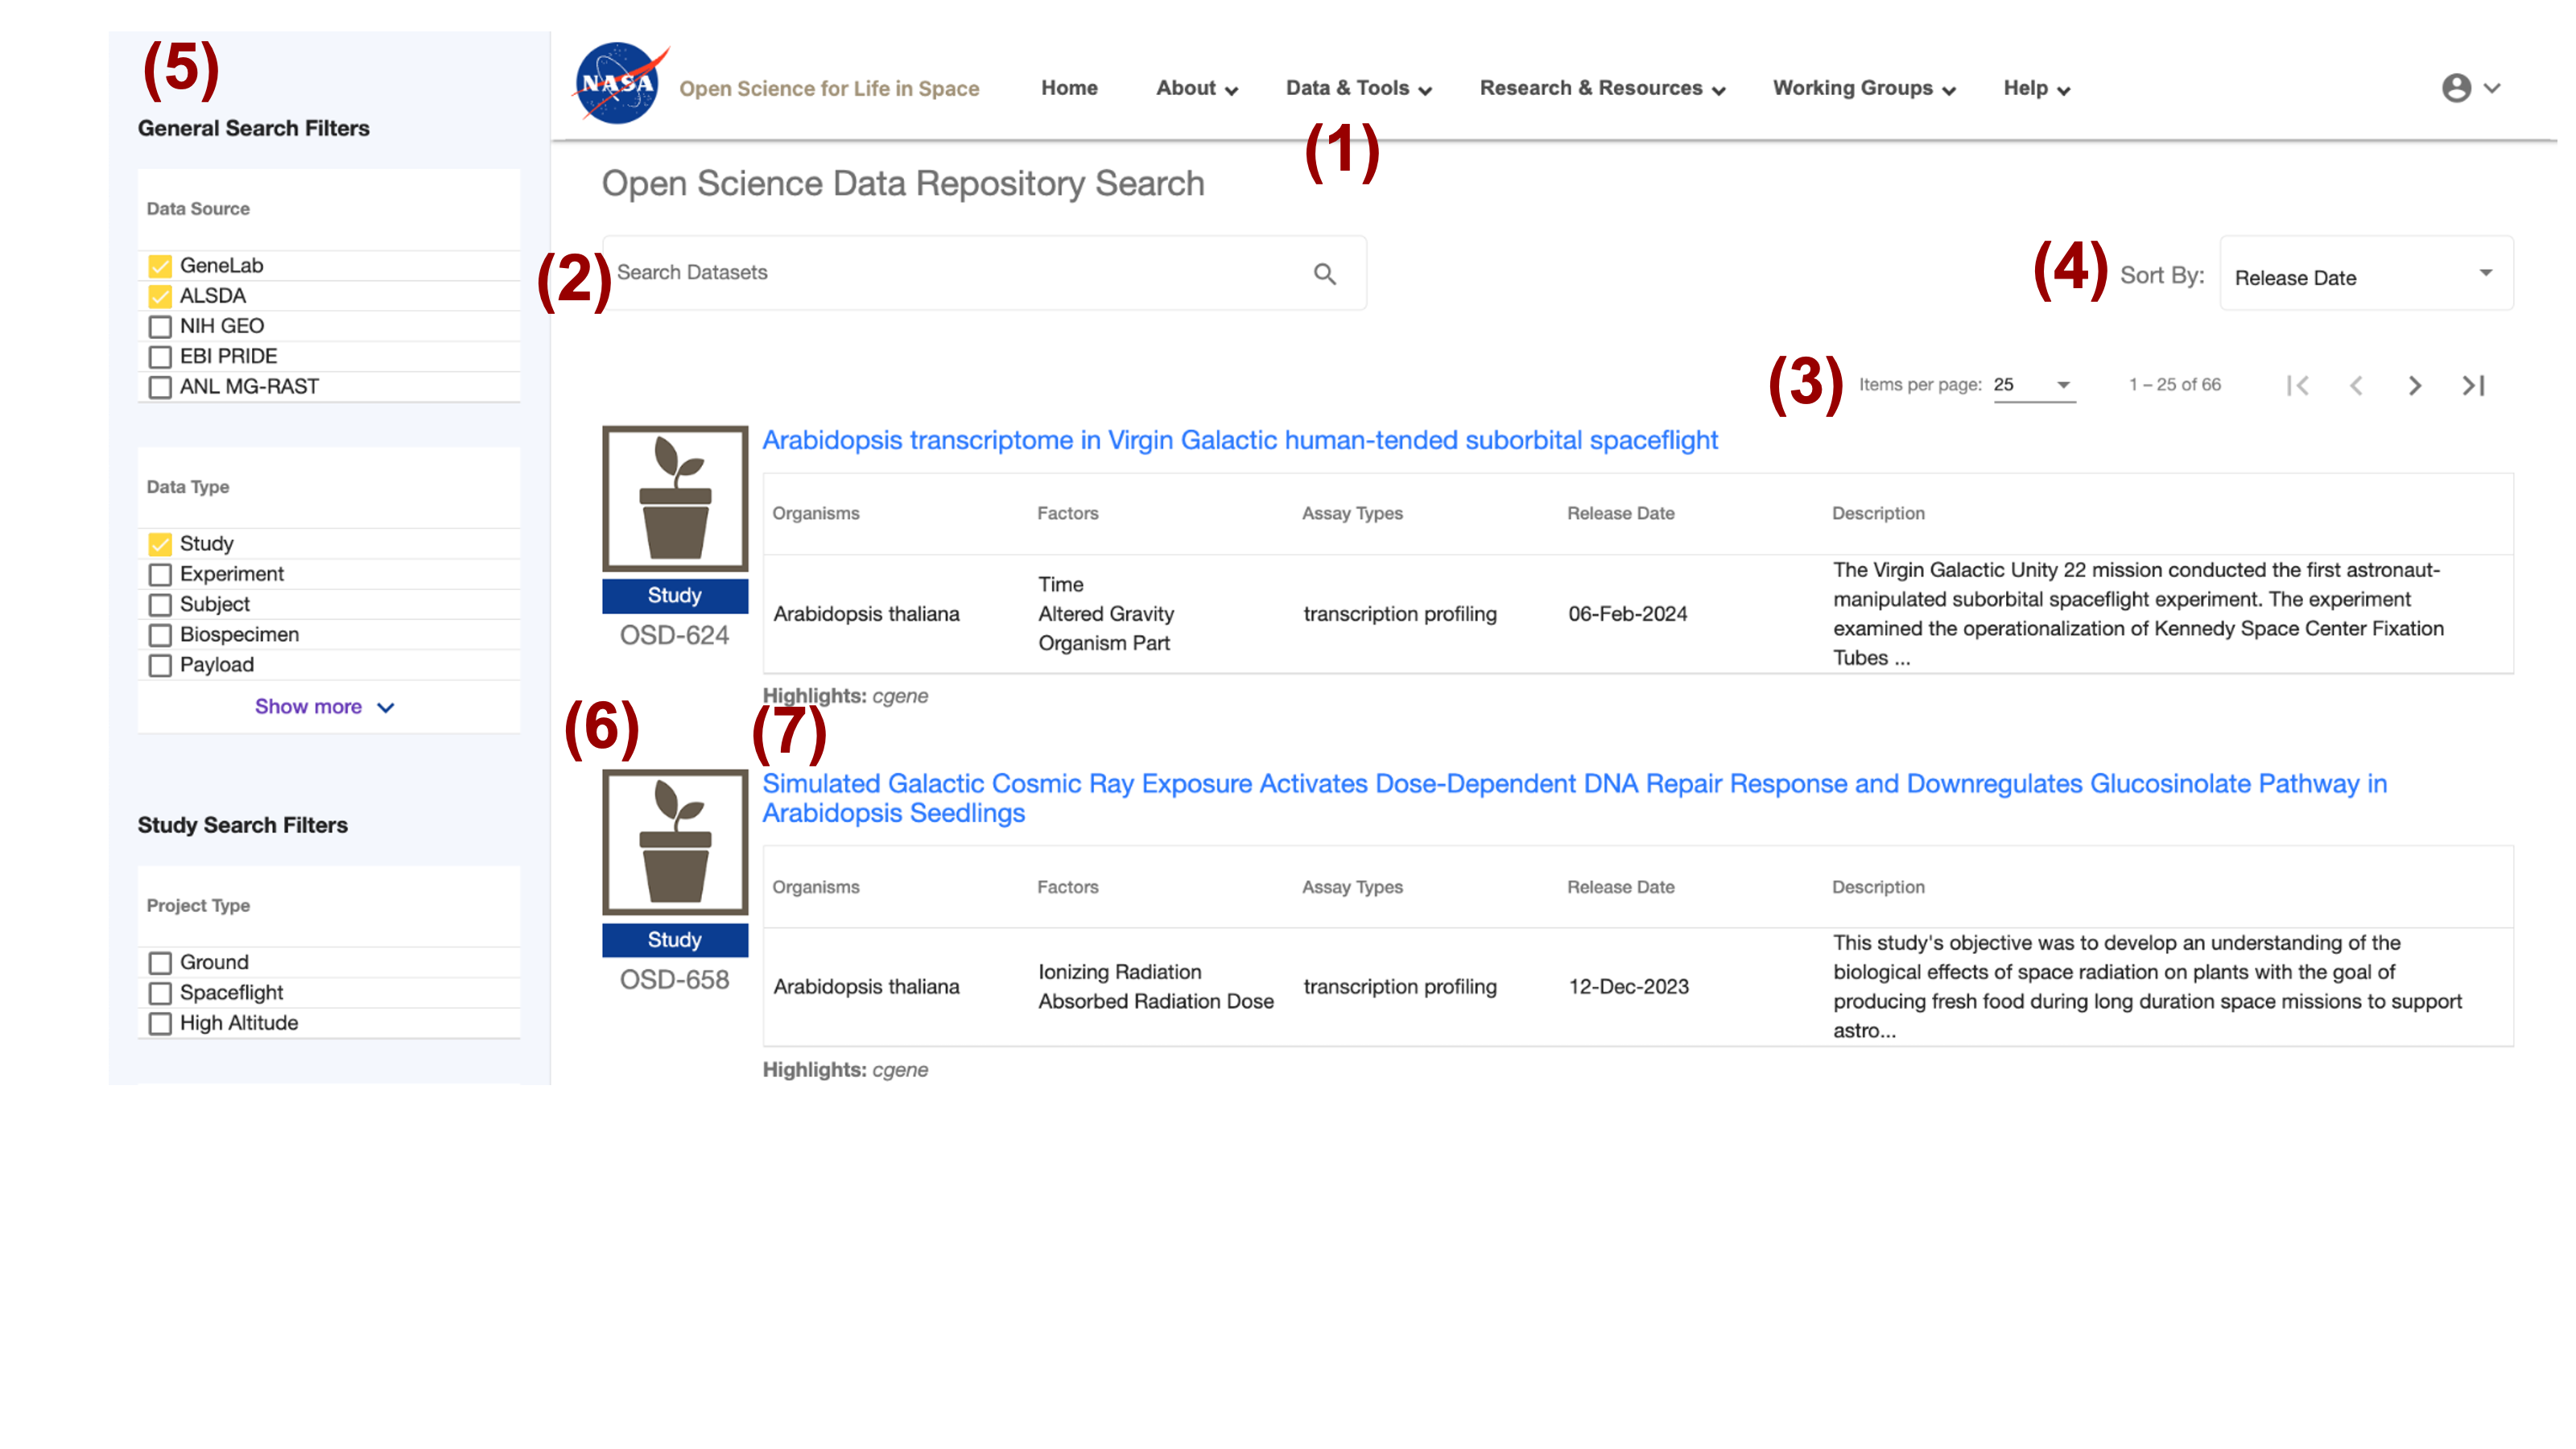 (5)
General Search Filters
Data Source
GeneLab
ALSDA
NIH GEO
EBI PRIDE
ANL MG-RAST
Data Type
Study
Experiment
Subject
Biospecimen
Payload
Show more
Study Search Filters
Project Type
Ground
Spaceflight
High Altitude
NASA
Open Science for Life in Space
Home About Data & Tools Research & Resources Working Groups Help
(1)
Open Science Data Repository Search
(2) Search Datasets
(4) Sort By: Release Date
(3) Items per page: 25 1 – 25 of 66
Arabidopsis transcriptome in Virgin Galactic human-tended suborbital spaceflight
Study
OSD-624
Organisms Factors Assay Types Release Date Description
Arabidopsis thaliana
Time
Altered Gravity
Organism Part
transcription profiling
06-Feb-2024
The Virgin Galactic Unity 22 mission conducted the first astronaut-
manipulated suborbital spaceflight experiment. The experiment
examined the operationalization of Kennedy Space Center Fixation
Tubes ...
Highlights: cgene
(6) (7)
Simulated Galactic Cosmic Ray Exposure Activates Dose-Dependent DNA Repair Response and Downregulates Glucosinolate Pathway in
Arabidopsis Seedlings
Study
OSD-658
Organisms Factors Assay Types Release Date Description
Arabidopsis thaliana
Ionizing Radiation
Absorbed Radiation Dose
transcription profiling
12-Dec-2023
This study's objective was to develop an understanding of the
biological effects of space radiation on plants with the goal of
producing fresh food during long duration space missions to support
astro...
Highlights: cgene